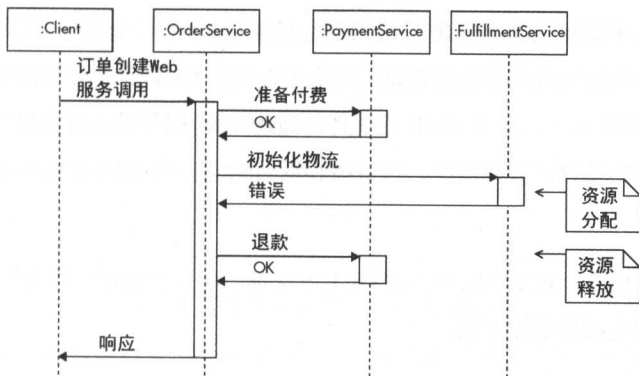 :Client
:OrderService
:PaymentService
:FulfillmentService
订单创建Web
服务调用
准备付费
OK
初始化物流
错误
资源
分配
退款
OK
资源
释放
响应